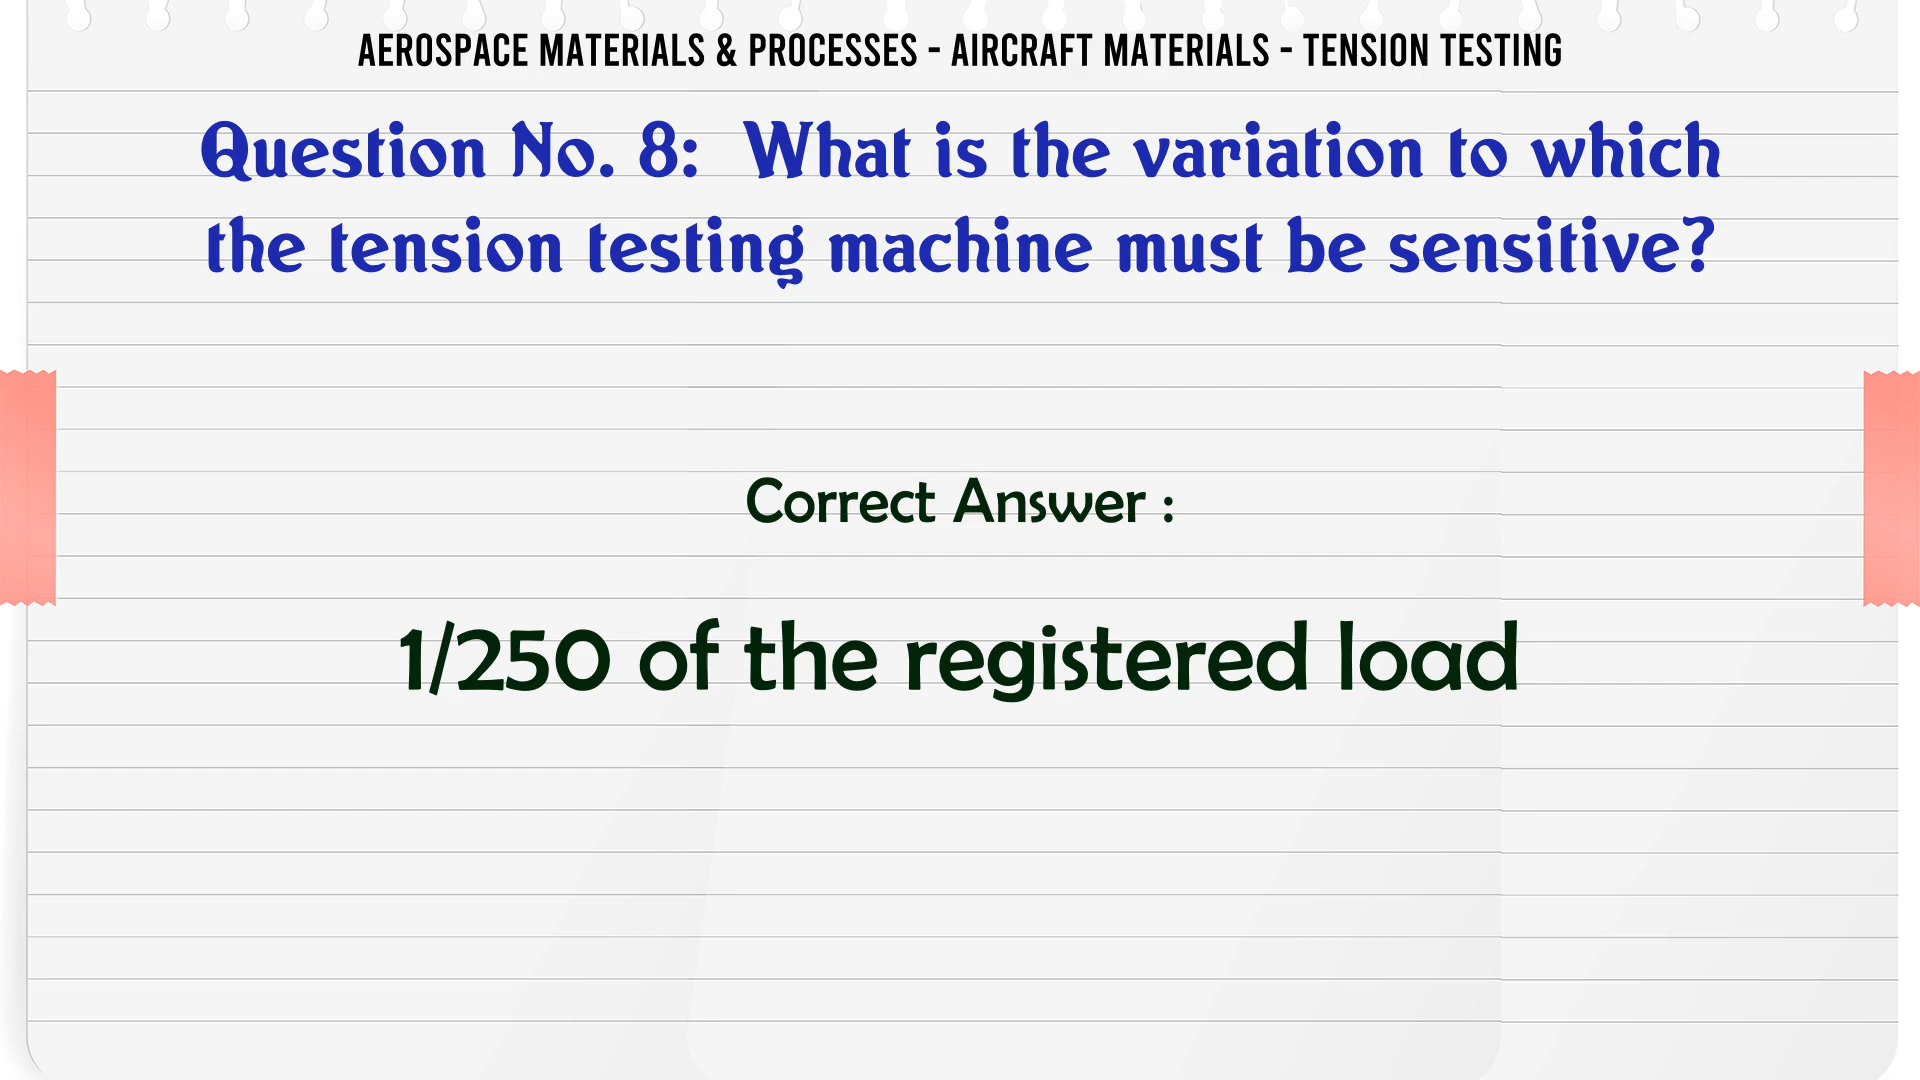 AEROSPACE MATERIALS & PROCESSES - AIRCRAFT MATERIALS - TENSION TESTING
Question No. 8: What is the variation to which
the tension testing machine must be sensitive?
Correct Answer :
1/250 of the registered load